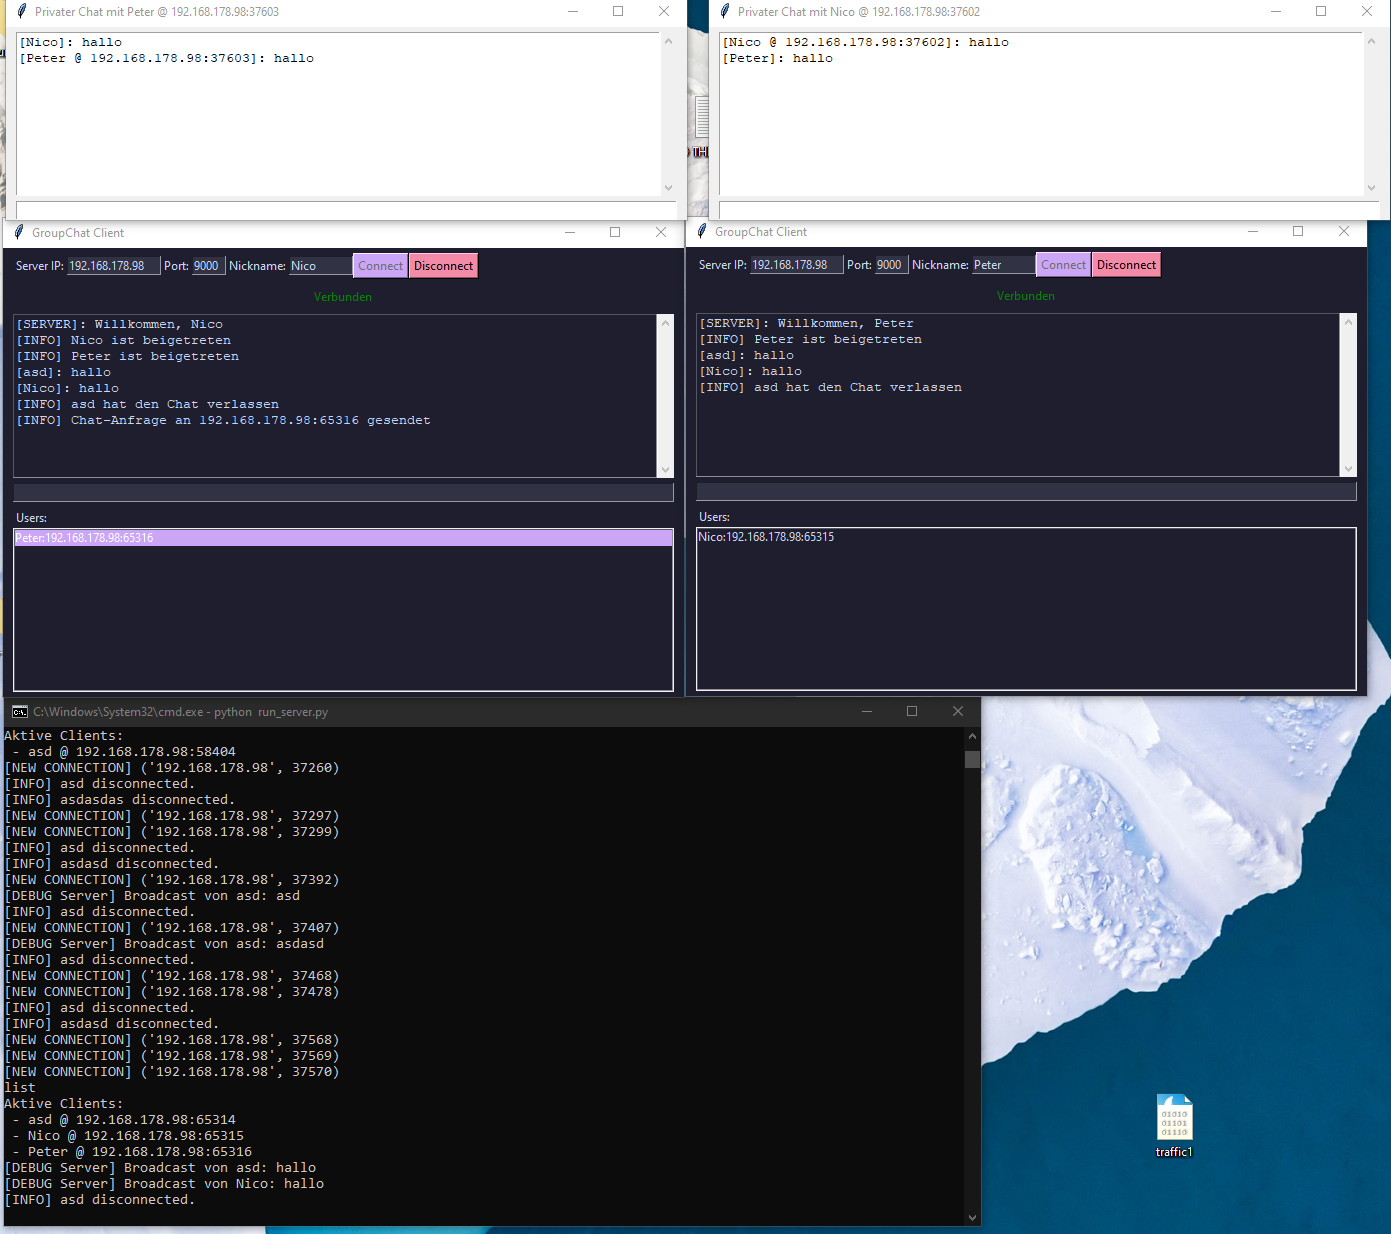 Privater Chat mit Peter @ 192.168.178.98:37603
[Nico]: hallo
[Peter @ 192.168.178.98:37603]: hallo
Privater Chat mit Nico @ 192.168.178.98:37602
[Nico @ 192.168.178.98:37602]: hallo
[Peter]: hallo
GroupChat Client
Server IP: 192.168.178.98 Port: 9000 Nickname: Nico Connect Disconnect
Verbunden
[SERVER]: Willkommen, Nico
[INFO] Nico ist beigetreten
[INFO] Peter ist beigetreten
[asd]: hallo
[Nico]: hallo
[INFO] asd hat den Chat verlassen
[INFO] Chat-Anfrage an 192.168.178.98:65316 gesendet
Users:
Peter:192.168.178.98:65316
GroupChat Client
Server IP: 192.168.178.98 Port: 9000 Nickname: Peter Connect Disconnect
Verbunden
[SERVER]: Willkommen, Peter
[INFO] Peter ist beigetreten
[asd]: hallo
[Nico]: hallo
[INFO] asd hat den Chat verlassen
Users:
Nico:192.168.178.98:65315
C:\Windows\System32\cmd.exe - python run_server.py
Aktive Clients:
- asd @ 192.168.178.98:58404
[NEW CONNECTION] ('192.168.178.98', 37260)
[INFO] asd disconnected.
[INFO] asdasdas disconnected.
[NEW CONNECTION] ('192.168.178.98', 37297)
[NEW CONNECTION] ('192.168.178.98', 37299)
[INFO] asd disconnected.
[INFO] asdasd disconnected.
[NEW CONNECTION] ('192.168.178.98', 37392)
[DEBUG Server] Broadcast von asd: asd
[INFO] asd disconnected.
[NEW CONNECTION] ('192.168.178.98', 37407)
[DEBUG Server] Broadcast von asd: asdasd
[INFO] asd disconnected.
[NEW CONNECTION] ('192.168.178.98', 37468)
[NEW CONNECTION] ('192.168.178.98', 37478)
[INFO] asd disconnected.
[INFO] asdasd disconnected.
[NEW CONNECTION] ('192.168.178.98', 37568)
[NEW CONNECTION] ('192.168.178.98', 37569)
[NEW CONNECTION] ('192.168.178.98', 37570)
list
Aktive Clients:
- asd @ 192.168.178.98:65314
- Nico @ 192.168.178.98:65315
- Peter @ 192.168.178.98:65316
[DEBUG Server] Broadcast von asd: hallo
[DEBUG Server] Broadcast von Nico: hallo
[INFO] asd disconnected.
01010
01101
01110
traffic1